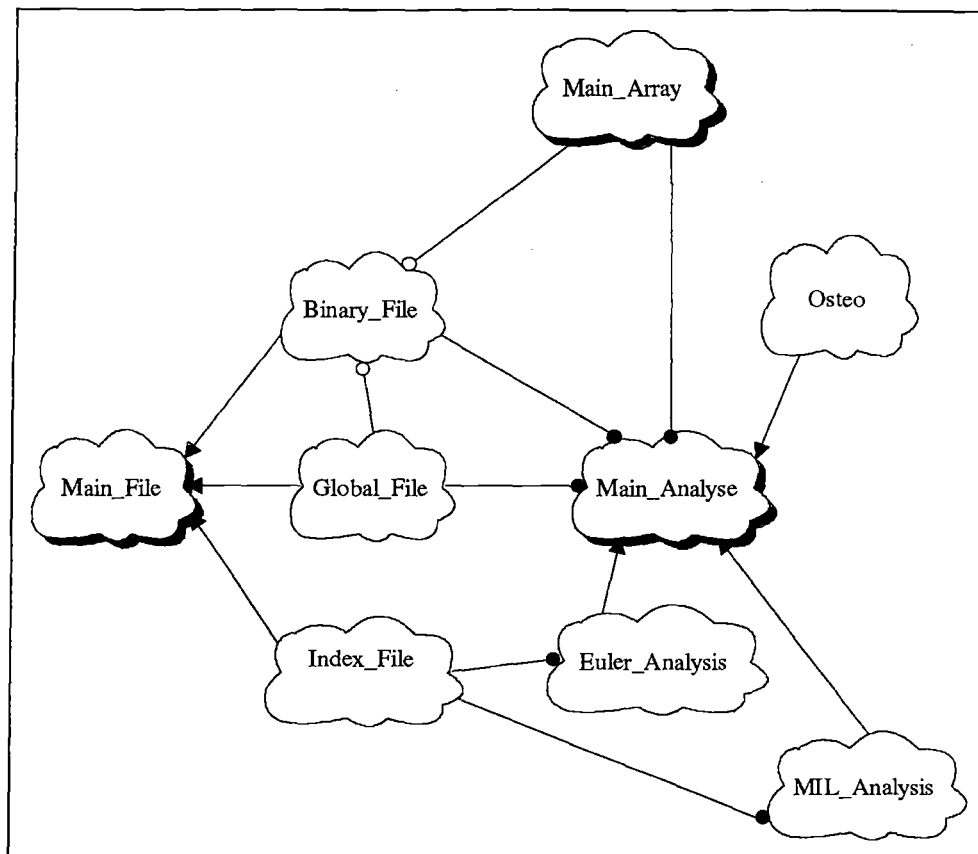 Main_Array
Binary_File
Osteo
Main_File
Global_File
Main_Analyse
Index_File
Euler_Analysis
MIL_Analysis